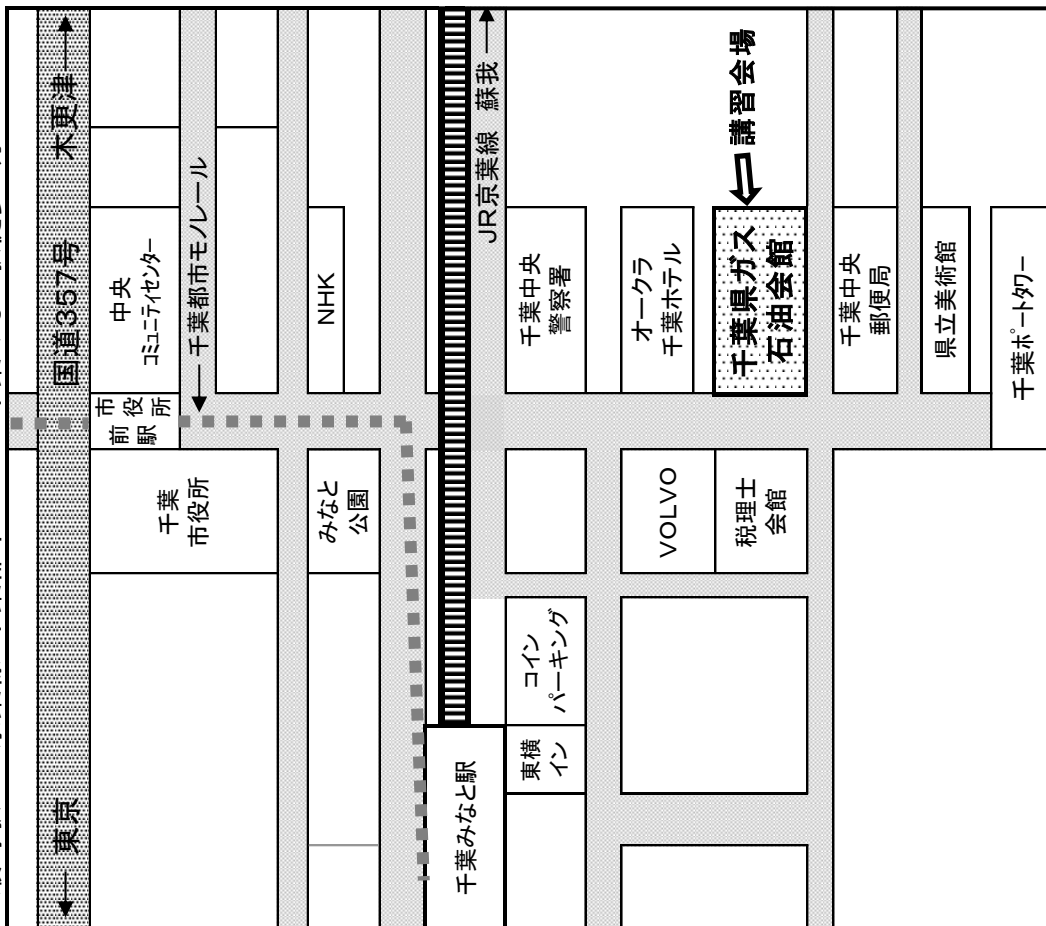 東京
国道357号
木更津
中央
コミュニティセンター
千葉都市モノレール
市役所
前駅
千葉
市役所
NHK
みなと
公園
JR京葉線　蘇我
千葉みなと駅
東横
イン
コイン
パーキング
千葉中央
警察署
オークラ
千葉ホテル
VOLVO
税理士
会館
千葉県ガス
石油会館
講習会場
千葉中央
郵便局
県立美術館
千葉ポートタワー